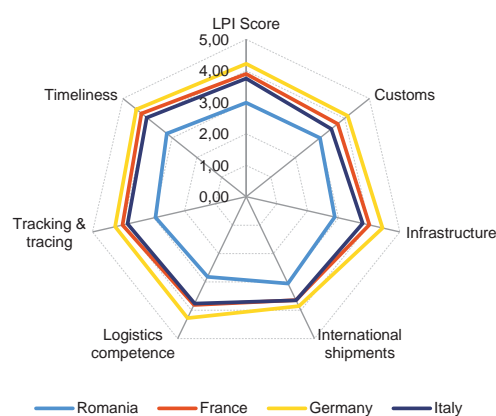 LPI Score
5,00
4,00
3,00
2,00
1,00
0,00
Customs
Infrastructure
International
shipments
Logistics
competence
Tracking &
tracing
Timeliness
Romania France Germany Italy